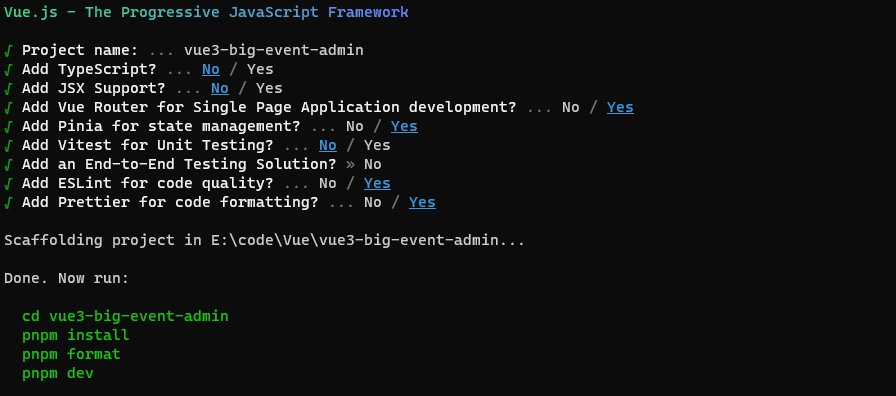 Vue.js - The Progressive JavaScript Framework
√ Project name: ... vue3-big-event-admin
√ Add TypeScript? ... No / Yes
√ Add JSX Support? ... No / Yes
√ Add Vue Router for Single Page Application development? ... No / Yes
√ Add Pinia for state management? ... No / Yes
√ Add Vitest for Unit Testing? ... No / Yes
√ Add an End-to-End Testing Solution? » No
√ Add ESLint for code quality? ... No / Yes
√ Add Prettier for code formatting? ... No / Yes
Scaffolding project in E:\code\Vue\vue3-big-event-admin...
Done. Now run:
cd vue3-big-event-admin
pnpm install
pnpm format
pnpm dev